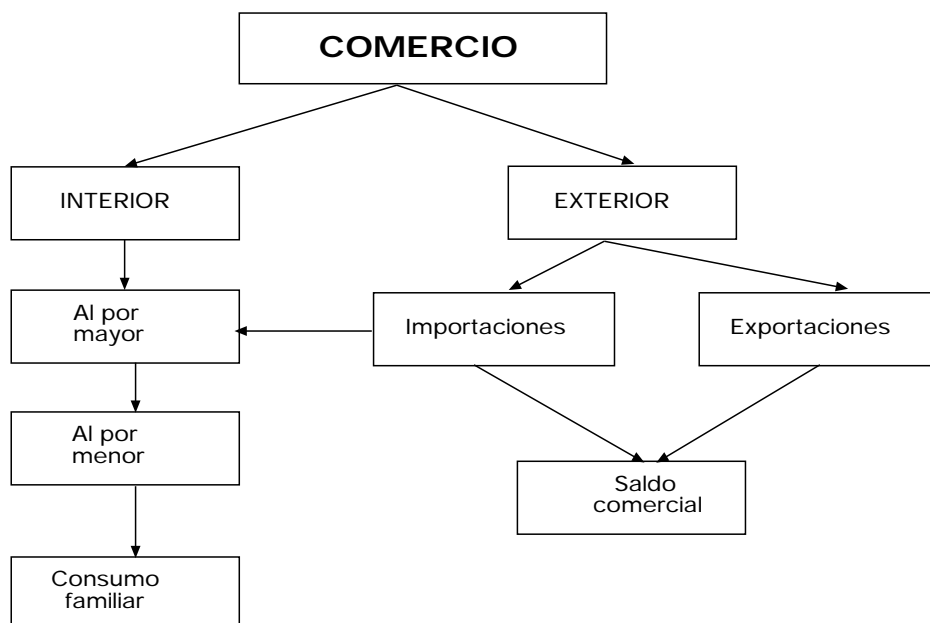 COMERCIO
INTERIOR
EXTERIOR
Al por
mayor
Importaciones
Exportaciones
Al por
menor
Saldo
comercial
Consumo
familiar